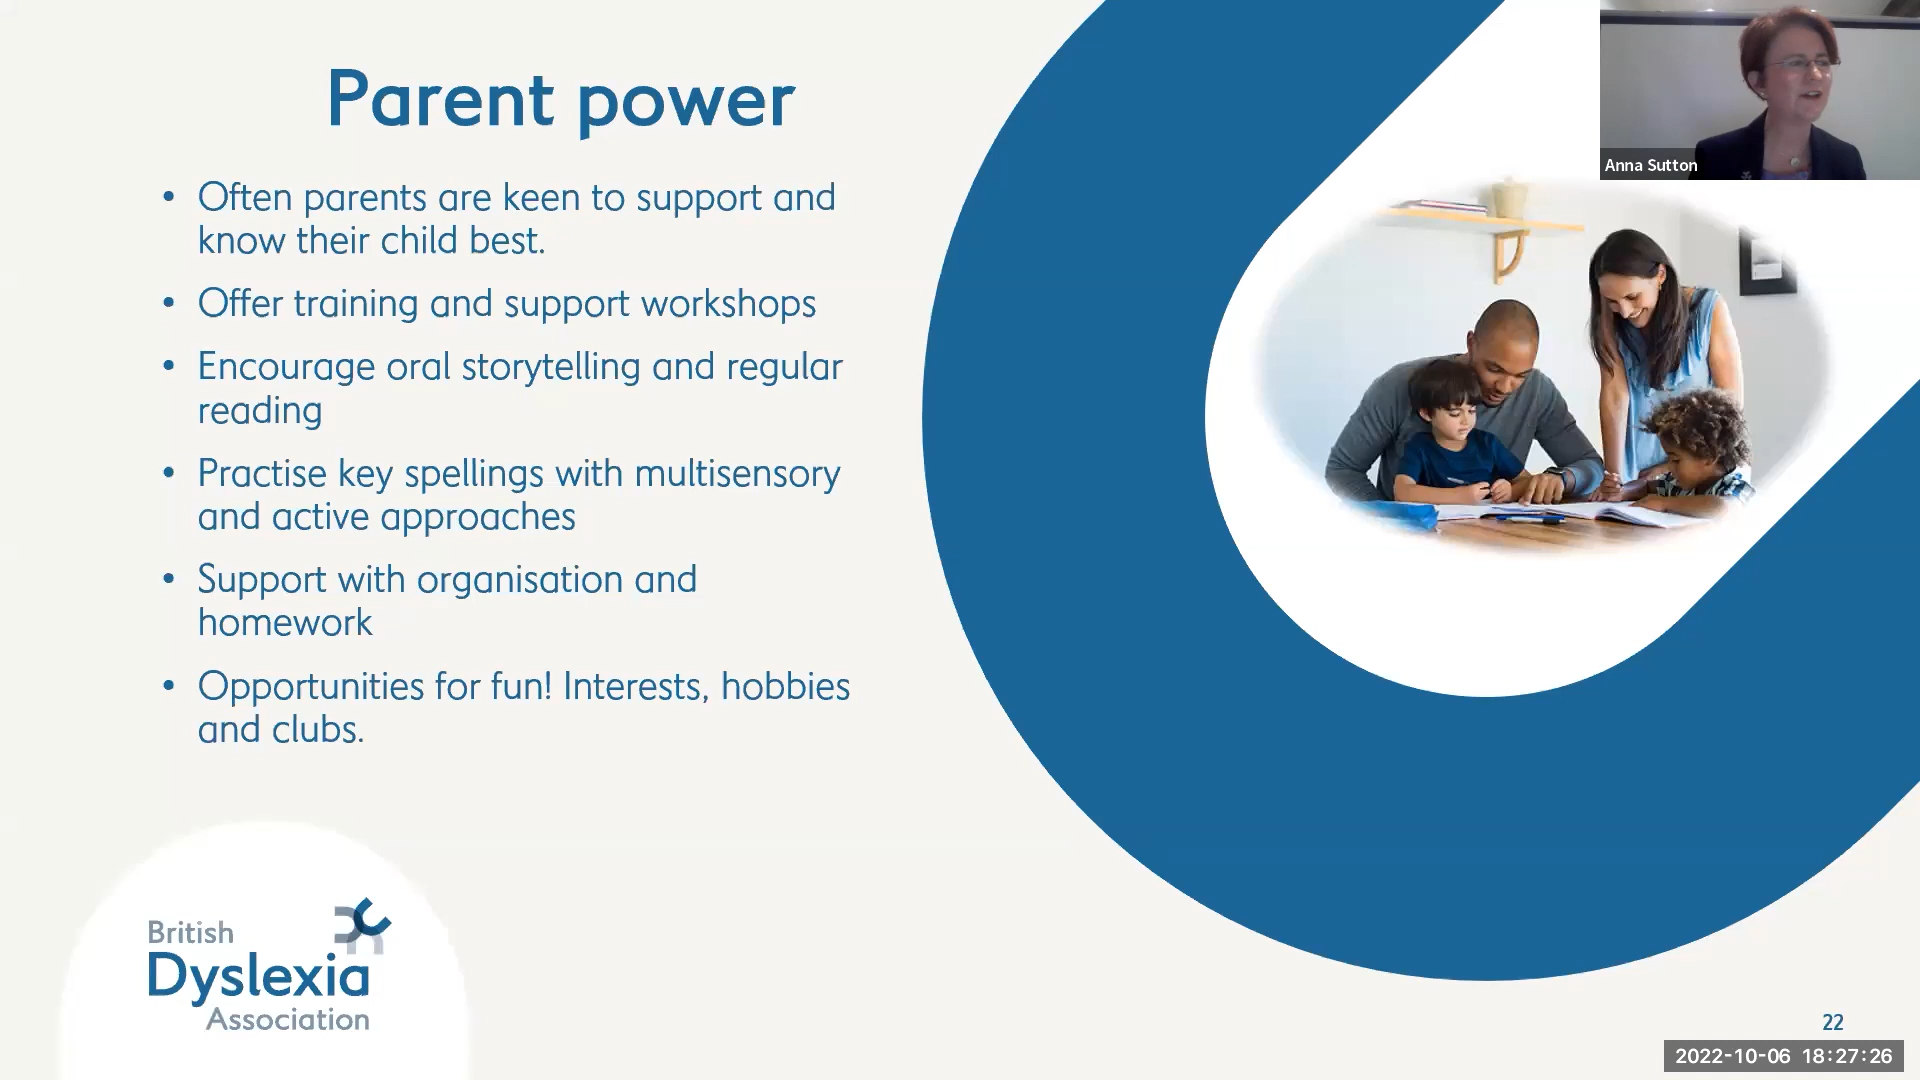 Parent power
• Often parents are keen to support and
know their child best.
• Offer training and support workshops
• Encourage oral storytelling and regular
reading
• Practise key spellings with multisensory
and active approaches
• Support with organisation and
homework
• Opportunities for fun! Interests, hobbies
and clubs.
Anna Sutton
British
Dyslexia
Association
22
2022-10-06 18:27:26